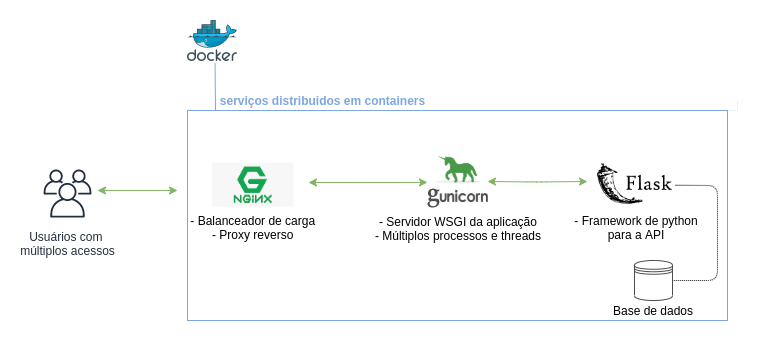 docker
serviços distribuidos em containers
NGiNX
gunicorn
Flask
- Balanceador de carga
- Proxy reverso
- Servidor WSGI da aplicação
- Múltiplos processos e threads
- Framework de python
para a API
Usuários com
múltiplos acessos
Base de dados